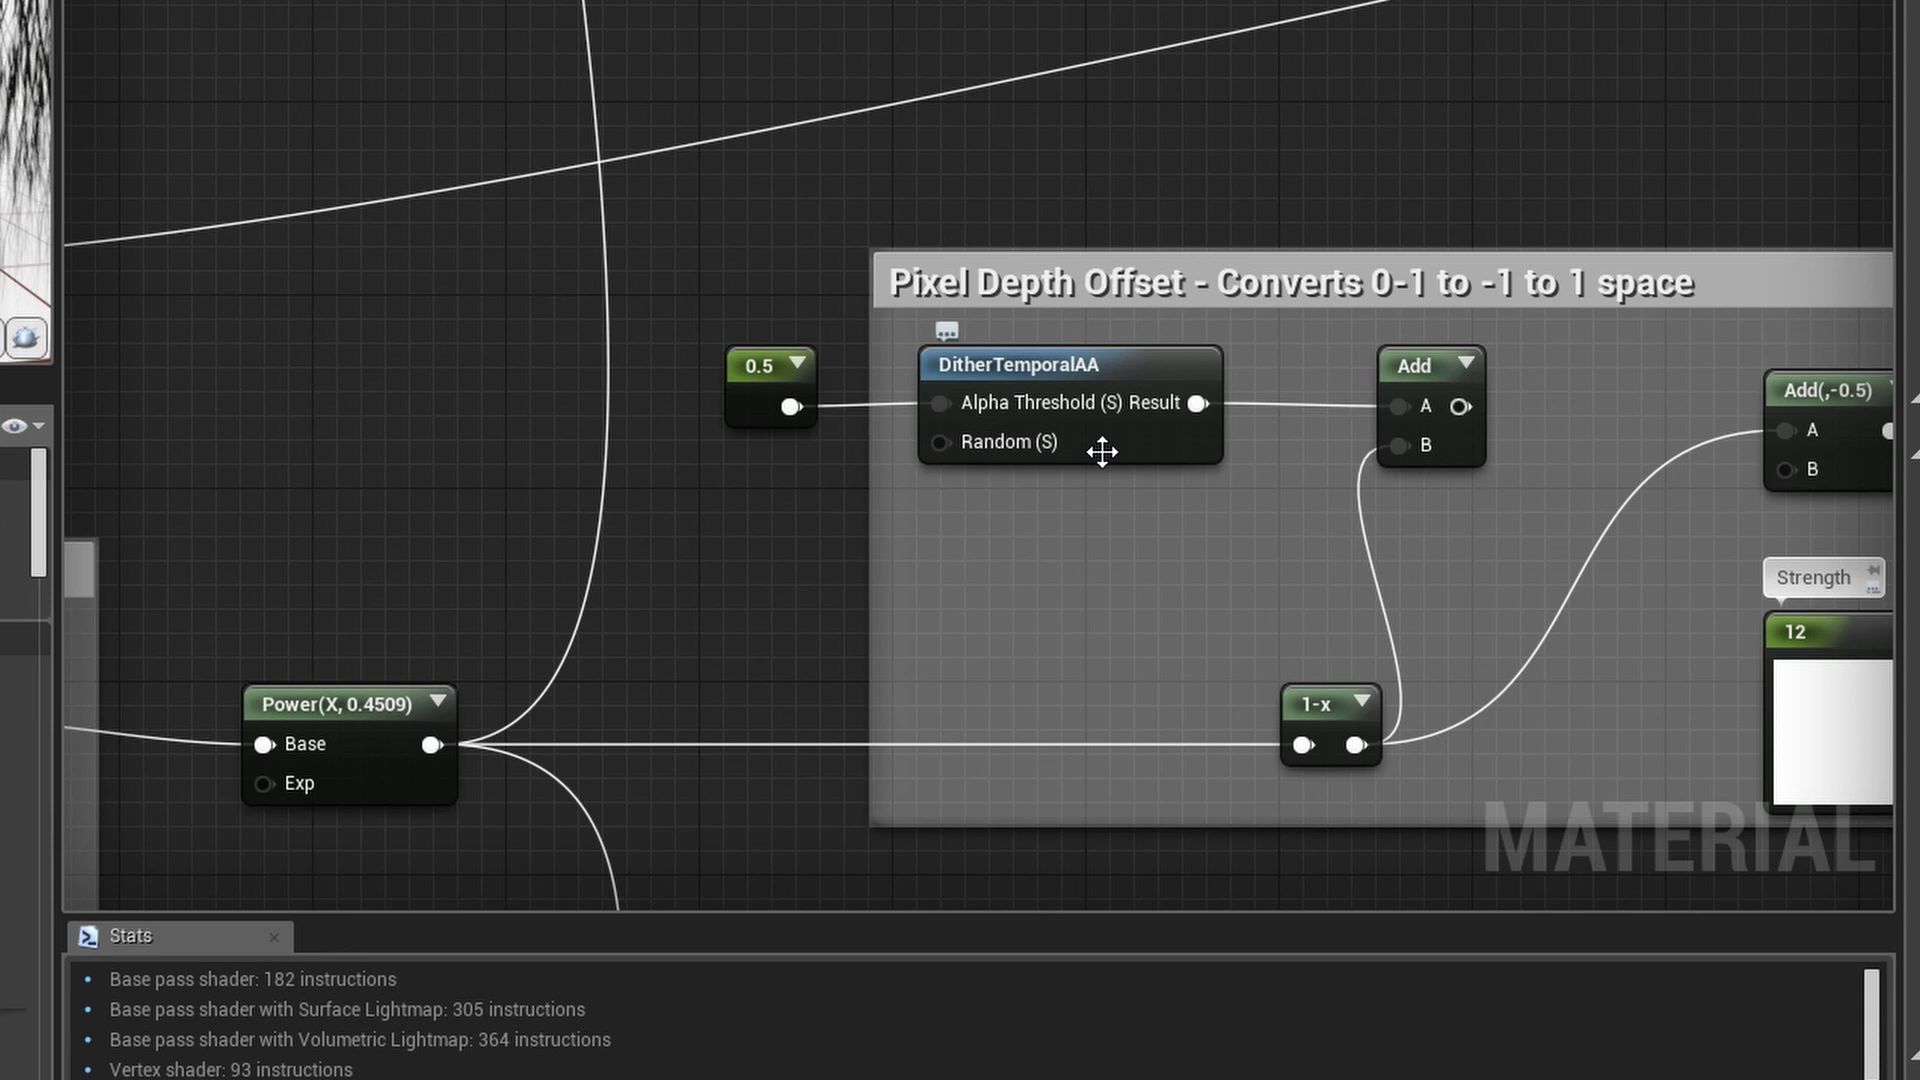 Pixel Depth Offset - Converts 0-1 to -1 to 1 space
0.5
DitherTemporalAA
Alpha Threshold (S) Result
Random (S)
Add
A
B
Add(,-0.5)
A
B
Strength
12
Power(X, 0.4509)
Base
Exp
1-x
MATERIAL
Stats
Base pass shader: 182 instructions
Base pass shader with Surface Lightmap: 305 instructions
Base pass shader with Volumetric Lightmap: 364 instructions
Vertex shader: 93 instructions